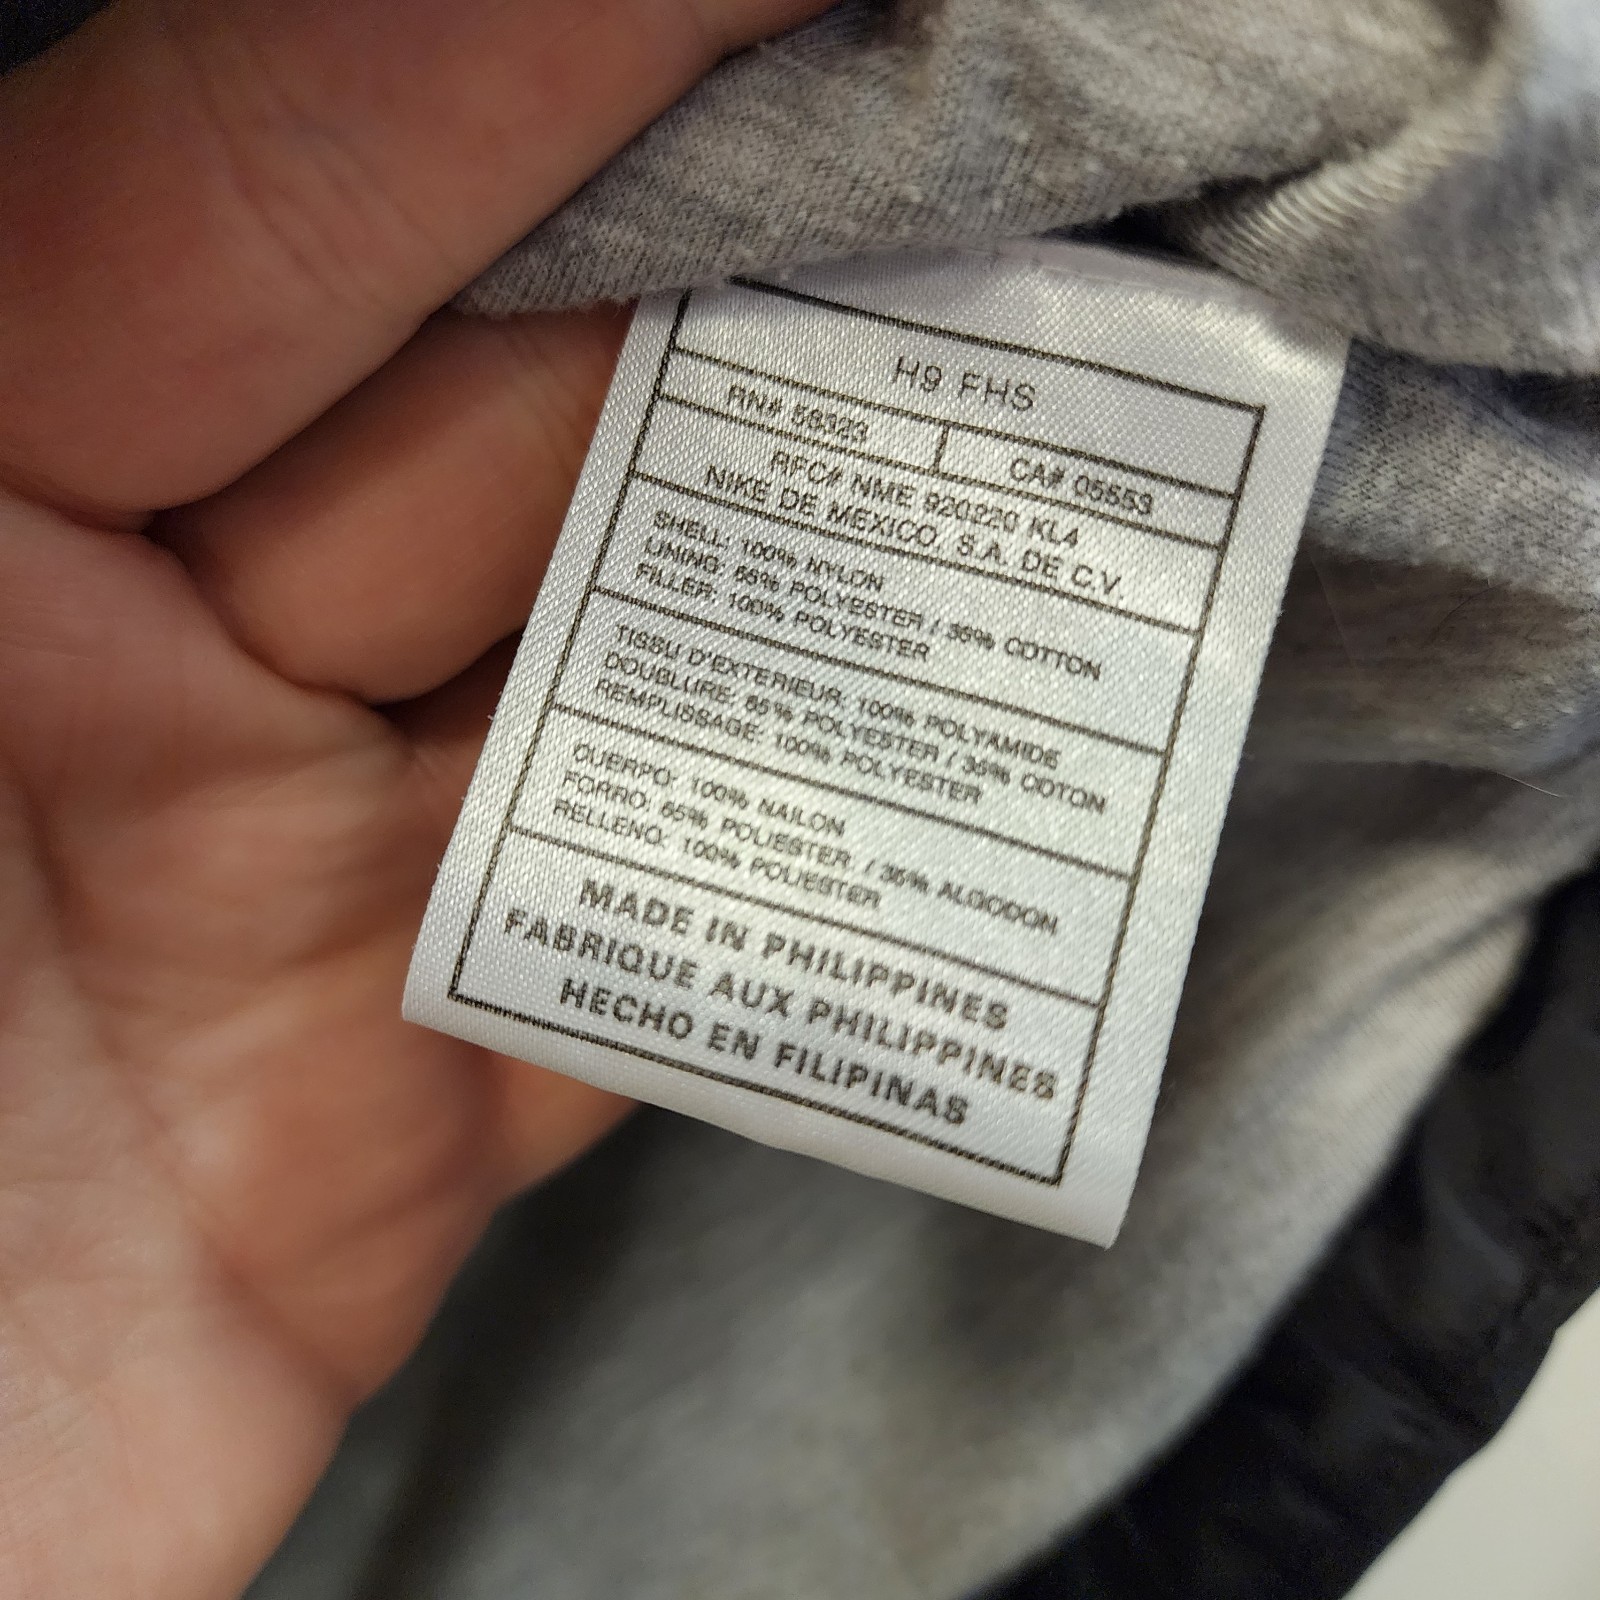 H9 FHS
RN# 58323 CA# 05553
RFC# NME 920220 KL4
NIKE DE MEXICO, S.A. DE C.V.
SHELL: 100% NYLON
LINING: 65% POLYESTER / 35% COTTON
FILLER: 100% POLYESTER
TISSU D'EXTERIEUR: 100% POLYAMIDE
DOUBLURE: 65% POLYESTER / 35% COTON
REMPLISSAGE: 100% POLYESTER
CUERPO: 100% NAILON
FORRO: 65% POLIESTER / 35% ALGODON
RELLENO: 100% POLIESTER
MADE IN PHILIPPINES
FABRIQUE AUX PHILIPPINES
HECHO EN FILIPINAS